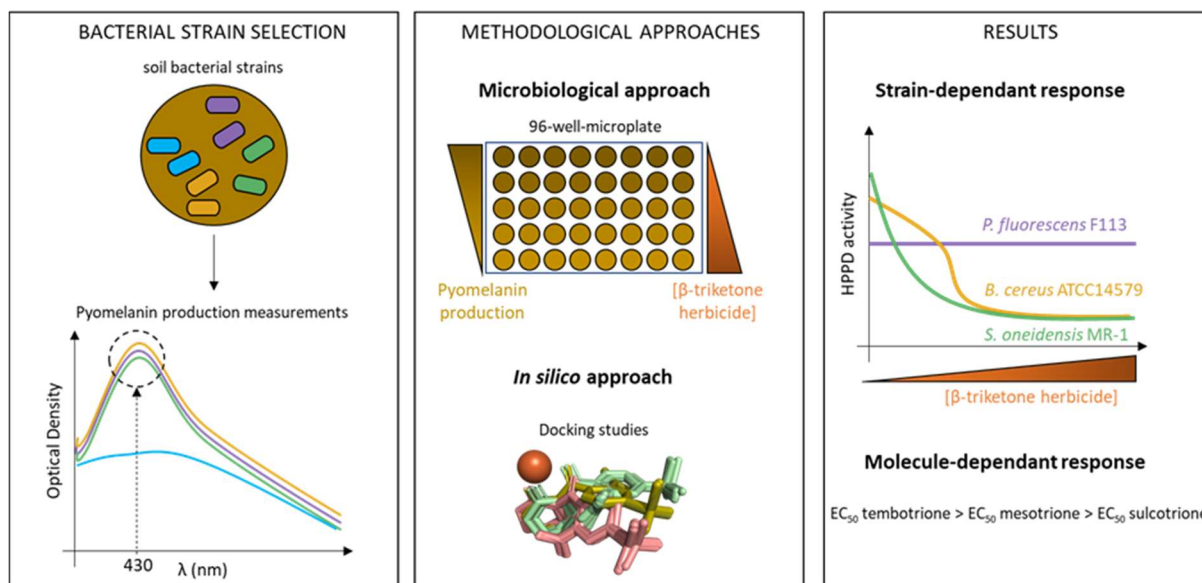 BACTERIAL STRAIN SELECTION
soil bacterial strains
Pyomelanin production measurements
Optical Density
430
λ (nm)
METHODOLOGICAL APPROACHES
Microbiological approach
96-well-microplate
Pyomelanin
production
[β-triketone
herbicide]
In silico approach
Docking studies
RESULTS
Strain-dependant response
HPPD activity
P. fluorescens F113
B. cereus ATCC14579
S. oneidensis MR-1
[β-triketone herbicide]
Molecule-dependant response
EC₅₀ tembotrione > EC₅₀ mesotrione > EC₅₀ sulcotrione